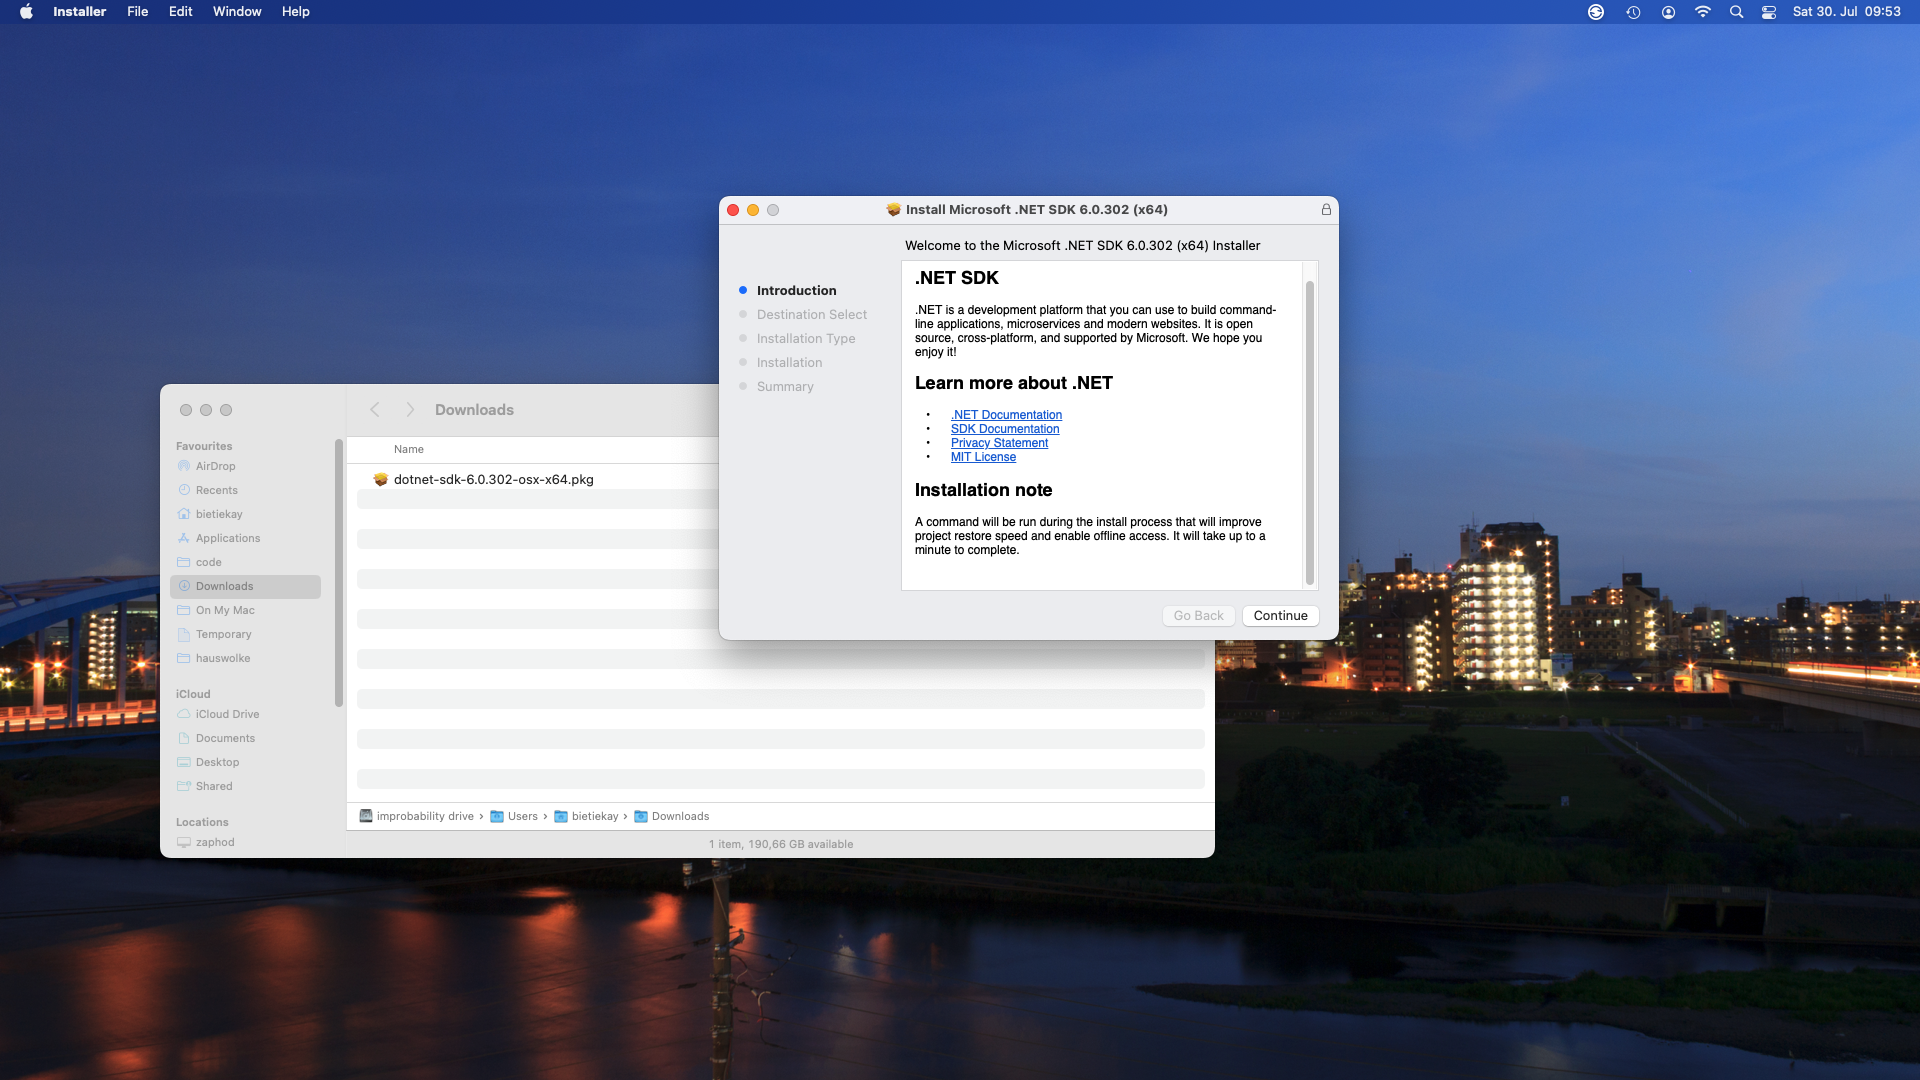 Installer File Edit Window Help
Sat 30. Jul 09:53
Install Microsoft .NET SDK 6.0.302 (x64)
Welcome to the Microsoft .NET SDK 6.0.302 (x64) Installer
Introduction
Destination Select
Installation Type
Installation
Summary
.NET SDK
.NET is a development platform that you can use to build command-
line applications, microservices and modern websites. It is open
source, cross-platform, and supported by Microsoft. We hope you
enjoy it!
Learn more about .NET
• .NET Documentation
• SDK Documentation
• Privacy Statement
• MIT License
Installation note
A command will be run during the install process that will improve
project restore speed and enable offline access. It will take up to a
minute to complete.
Go Back Continue
Favourites
AirDrop
Recents
bietiekay
Applications
code
Downloads
On My Mac
Temporary
hauswolke
iCloud
iCloud Drive
Documents
Desktop
Shared
Locations
zaphod
Downloads
Name
dotnet-sdk-6.0.302-osx-x64.pkg
improbability drive › Users › bietiekay › Downloads
1 item, 190,66 GB available